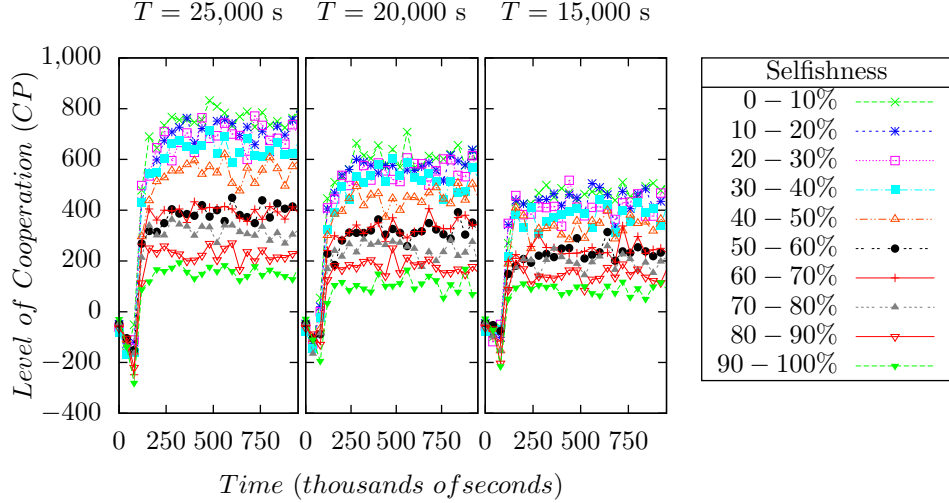 T = 25,000 s T = 20,000 s T = 15,000 s
1,000
800
600
400
200
0
−200
−400
Level of Cooperation (CP)
0 250 500 750 0 250 500 750 0 250 500 750
Time (thousands ofseconds)
Selfishness
0 − 10%
10 − 20%
20 − 30%
30 − 40%
40 − 50%
50 − 60%
60 − 70%
70 − 80%
80 − 90%
90 − 100%